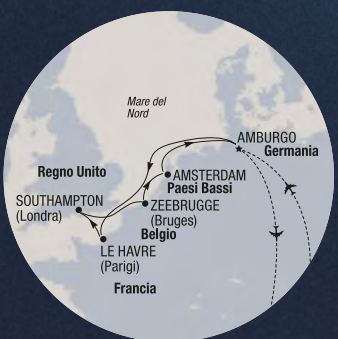 Mare del
Nord
AMBURGO
Germania
Regno Unito
AMSTERDAM
Paesi Bassi
SOUTHAMPTON
(Londra)
ZEEBRUGGE
(Bruges)
Belgio
LE HAVRE
(Parigi)
Francia